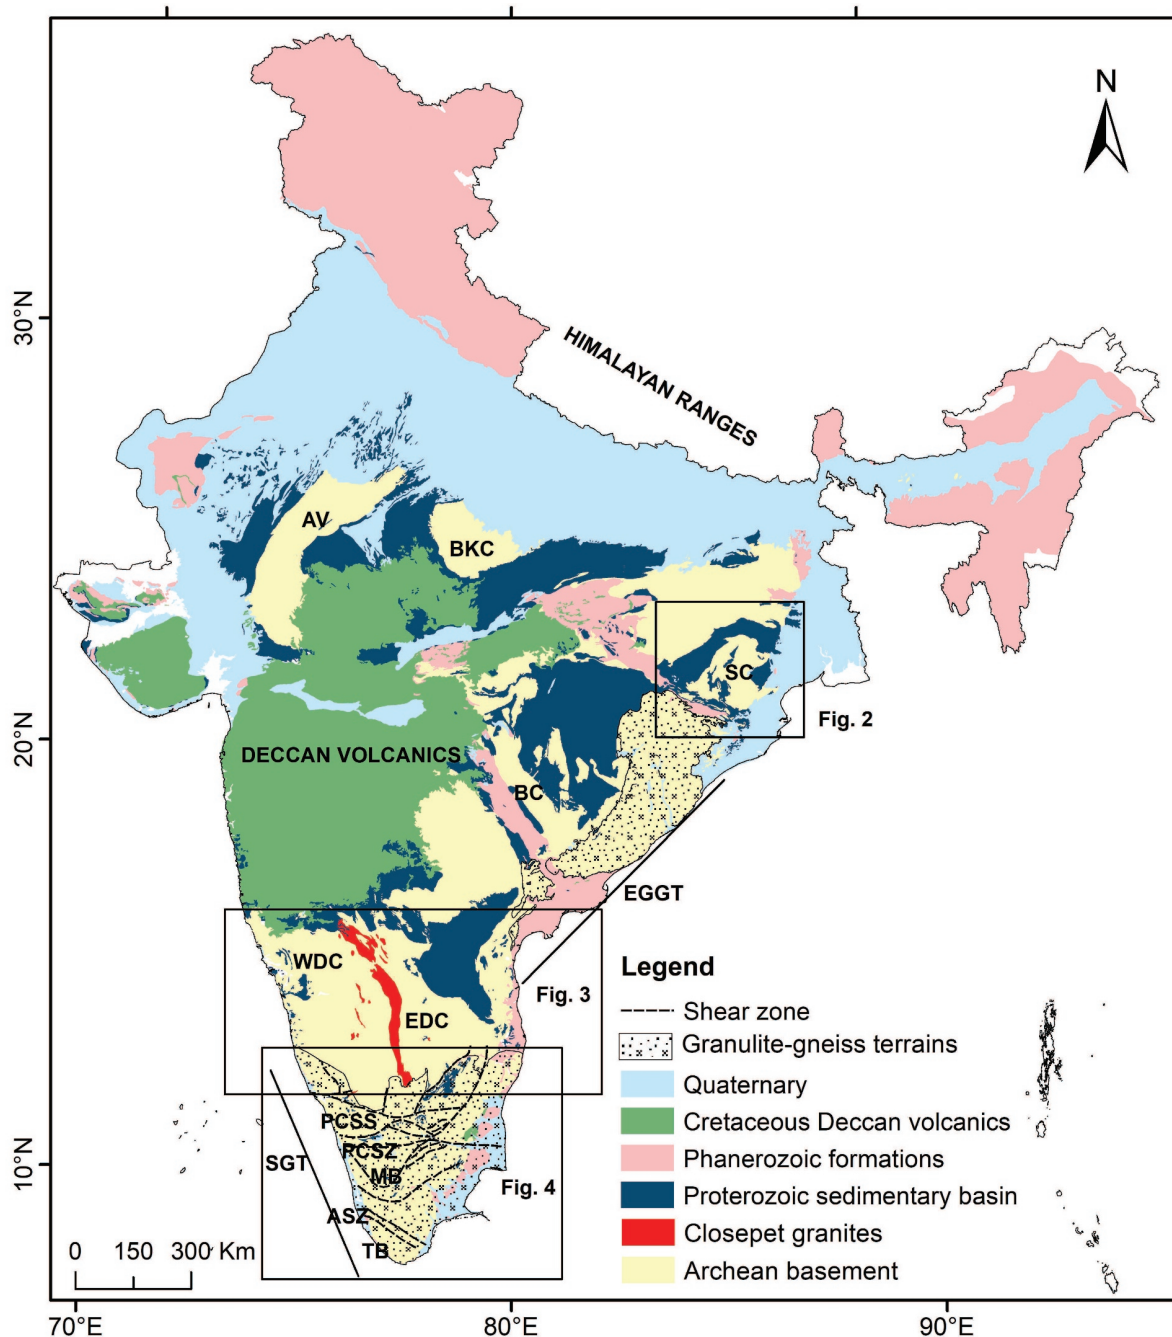 N
30°N
HIMALAYAN RANGES
AV
BKC
SC
Fig. 2
20°N
DECCAN VOLCANICS
BC
EGGT
WDC
Fig. 3
EDC
PCSS
PCSZ
SGT
MB
Fig. 4
10°N
ASZ
TB
0 150 300 Km
Legend
Shear zone
Granulite-gneiss terrains
Quaternary
Cretaceous Deccan volcanics
Phanerozoic formations
Proterozoic sedimentary basin
Closepet granites
Archean basement
70°E 80°E 90°E